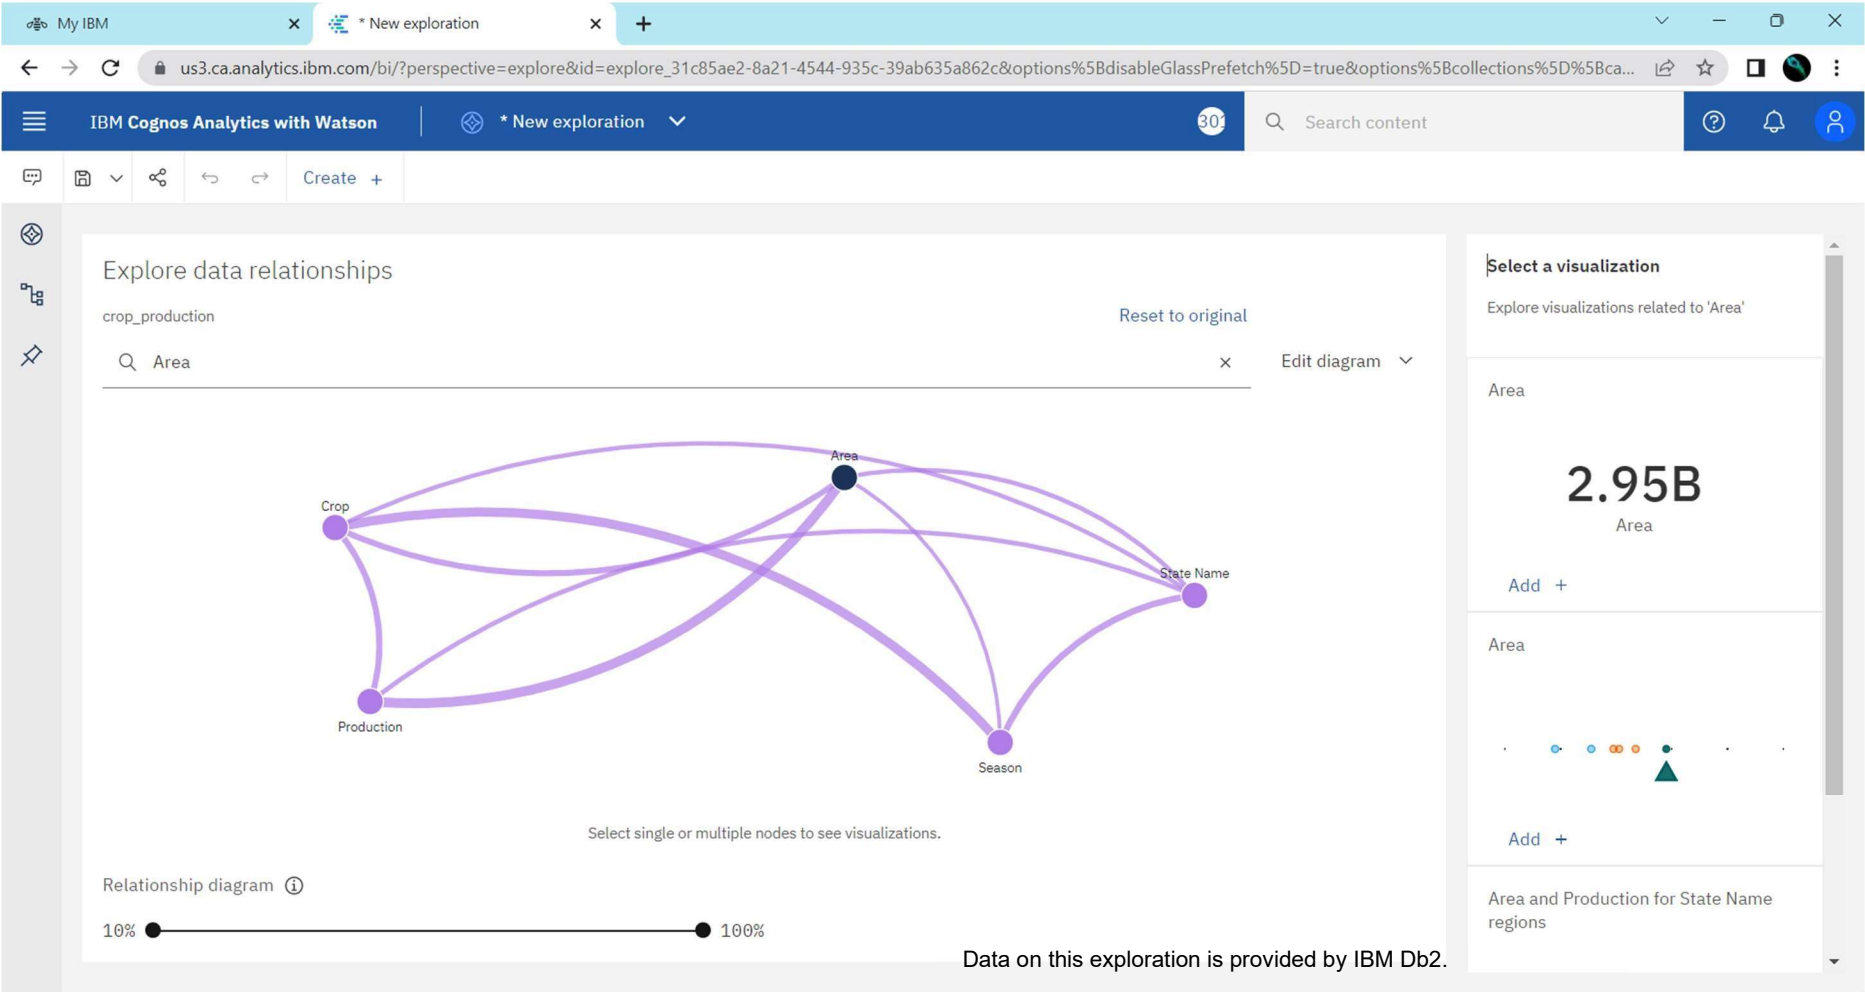 My IBM
* New exploration
us3.ca.analytics.ibm.com/bi/?perspective=explore&id=explore_31c85ae2-8a21-4544-935c-39ab635a862c&options%5BdisableGlassPrefetch%5D=true&options%5Bcollections%5D%5Bca...
IBM Cognos Analytics with Watson
* New exploration
301
Search content
Create +
Explore data relationships
crop_production
Reset to original
Area
Edit diagram
Area
Crop
State Name
Production
Season
Select single or multiple nodes to see visualizations.
Relationship diagram
10%
100%
Data on this exploration is provided by IBM Db2.
Select a visualization
Explore visualizations related to 'Area'
Area
2.95B
Area
Add +
Area
Add +
Area and Production for State Name
regions